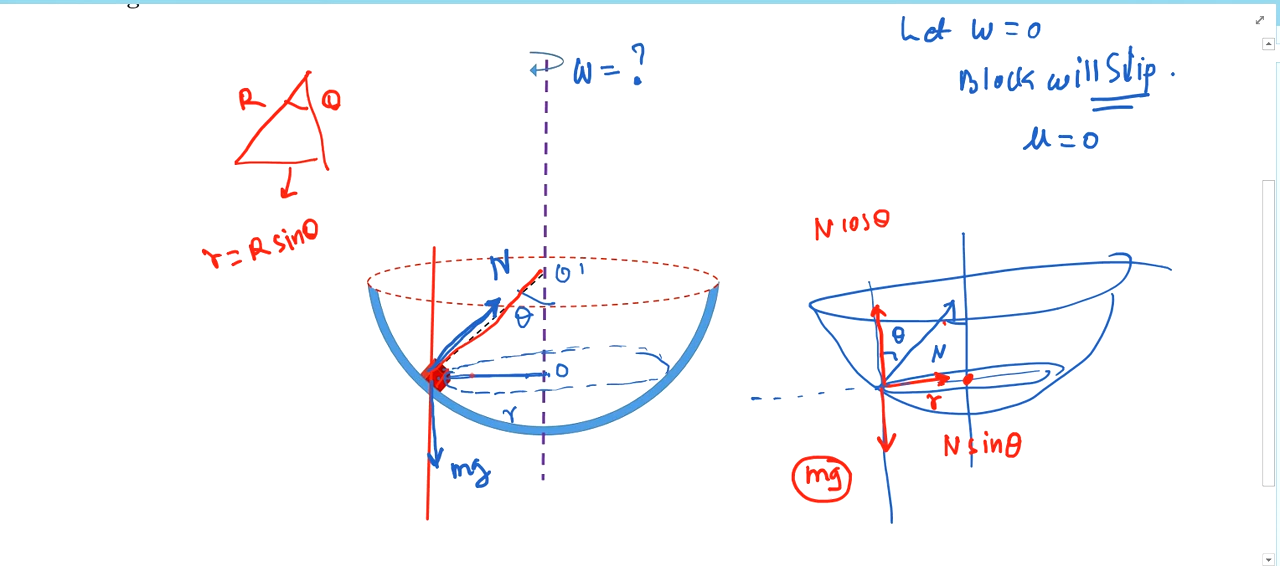 Let w = 0
Block will Slip.
μ = 0
w = ?
R θ
r = R sinθ
N
O'
θ
O
r
mg
N cosθ
θ
N
r
N sinθ
mg